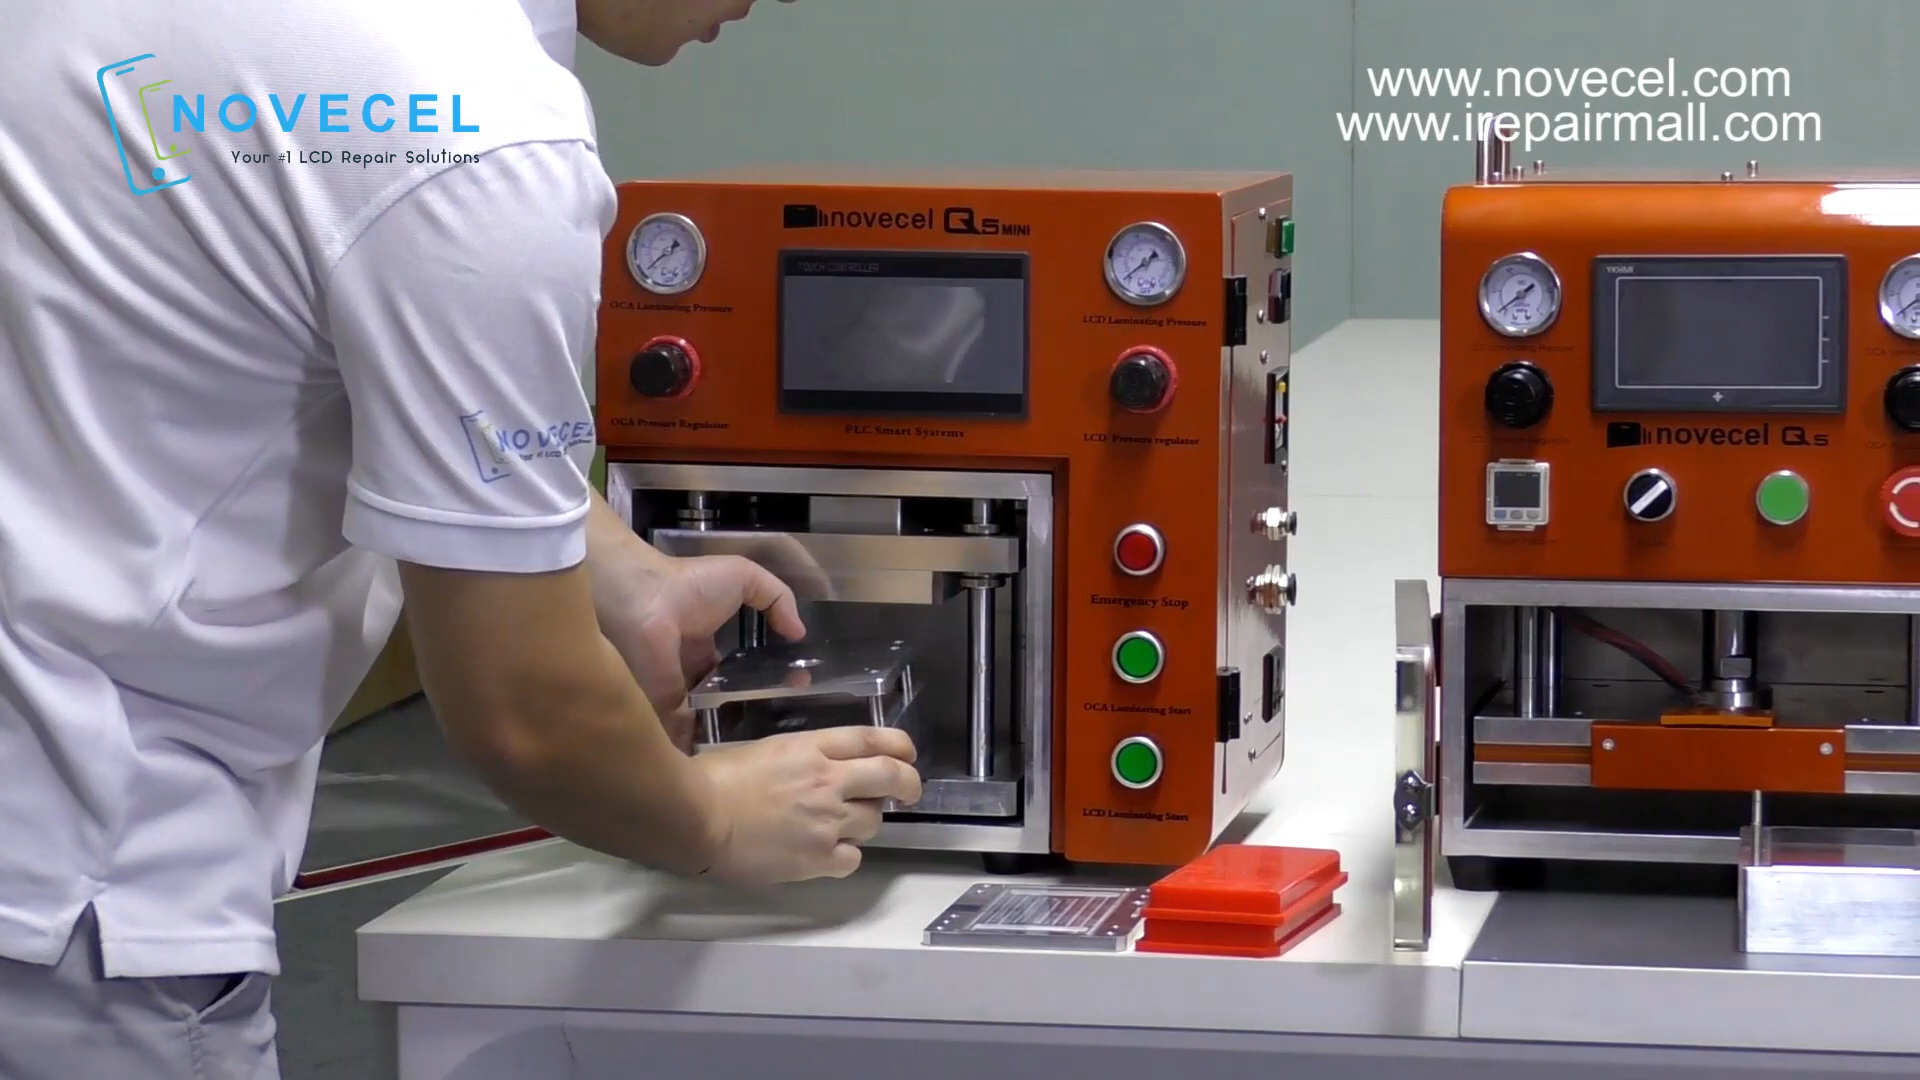 NOVECEL
Your #1 LCD Repair Solutions
www.novecel.com
www.irepairmall.com
novecel Q5 MINI
TOUCH CONTROLLER
OCA Laminating Pressure
LCD Laminating Pressure
OCA Pressure Regulator
PLC Smart Systems
LCD Pressure regulator
Emergency Stop
OCA Laminating Start
LCD Laminating Start
NOVECEL
novecel Q5